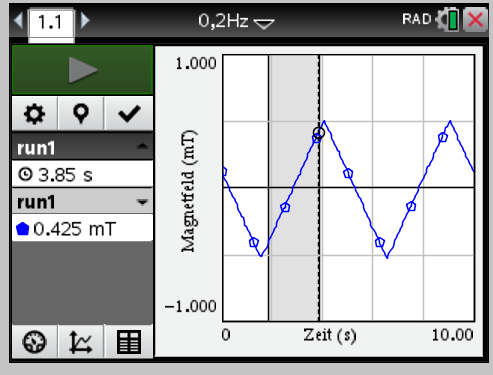 1.1
0,2Hz
RAD
1.000
run1
3.85 s
run1
0.425 mT
Magnetfeld (mT)
-1.000
0
Zeit (s)
10.00